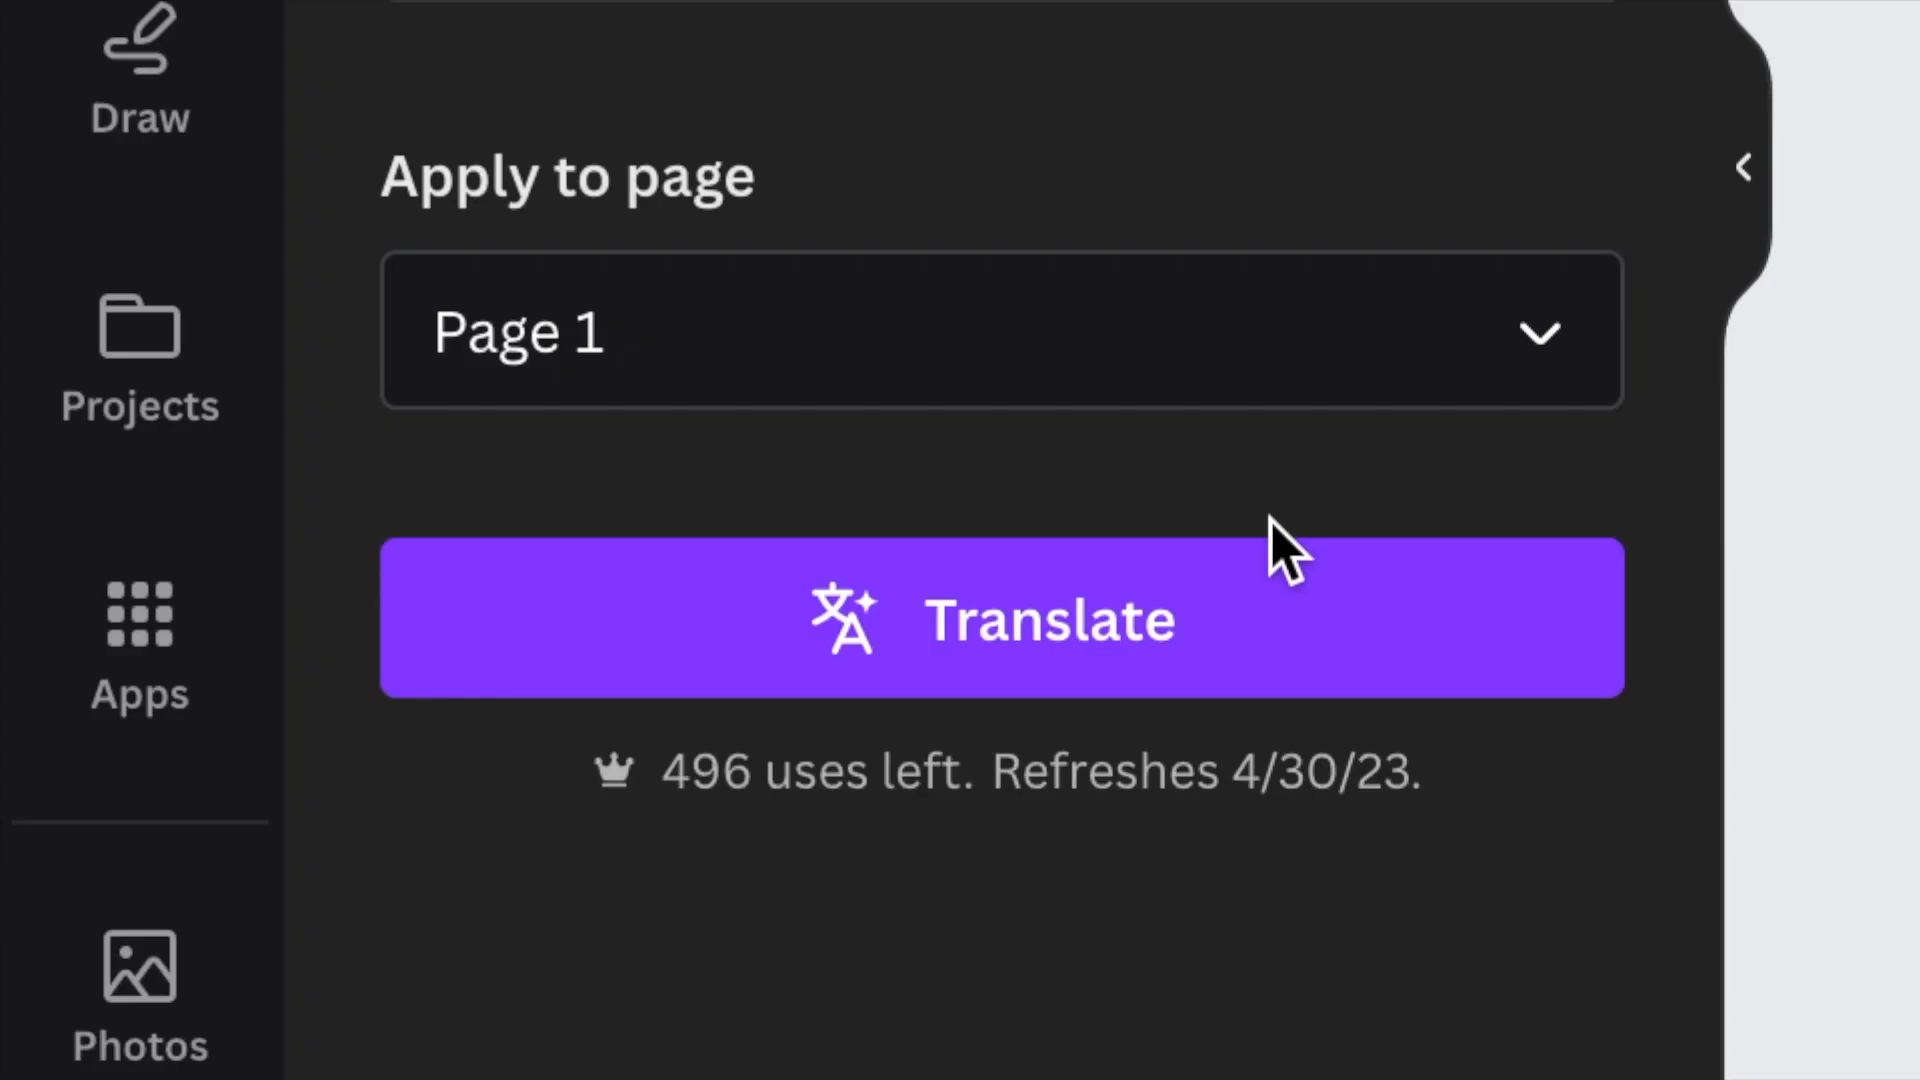 Draw
Projects
Apps
Photos
Apply to page
Page 1
Translate
496 uses left. Refreshes 4/30/23.